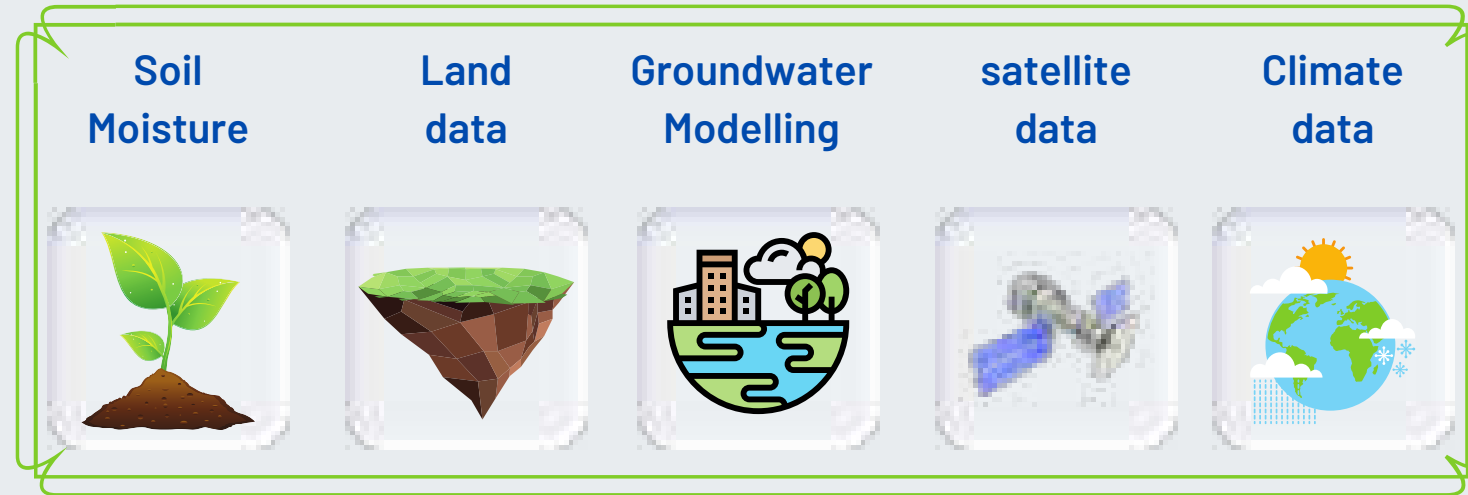 Soil
Moisture
Land
data
Groundwater
Modelling
satellite
data
Climate
data